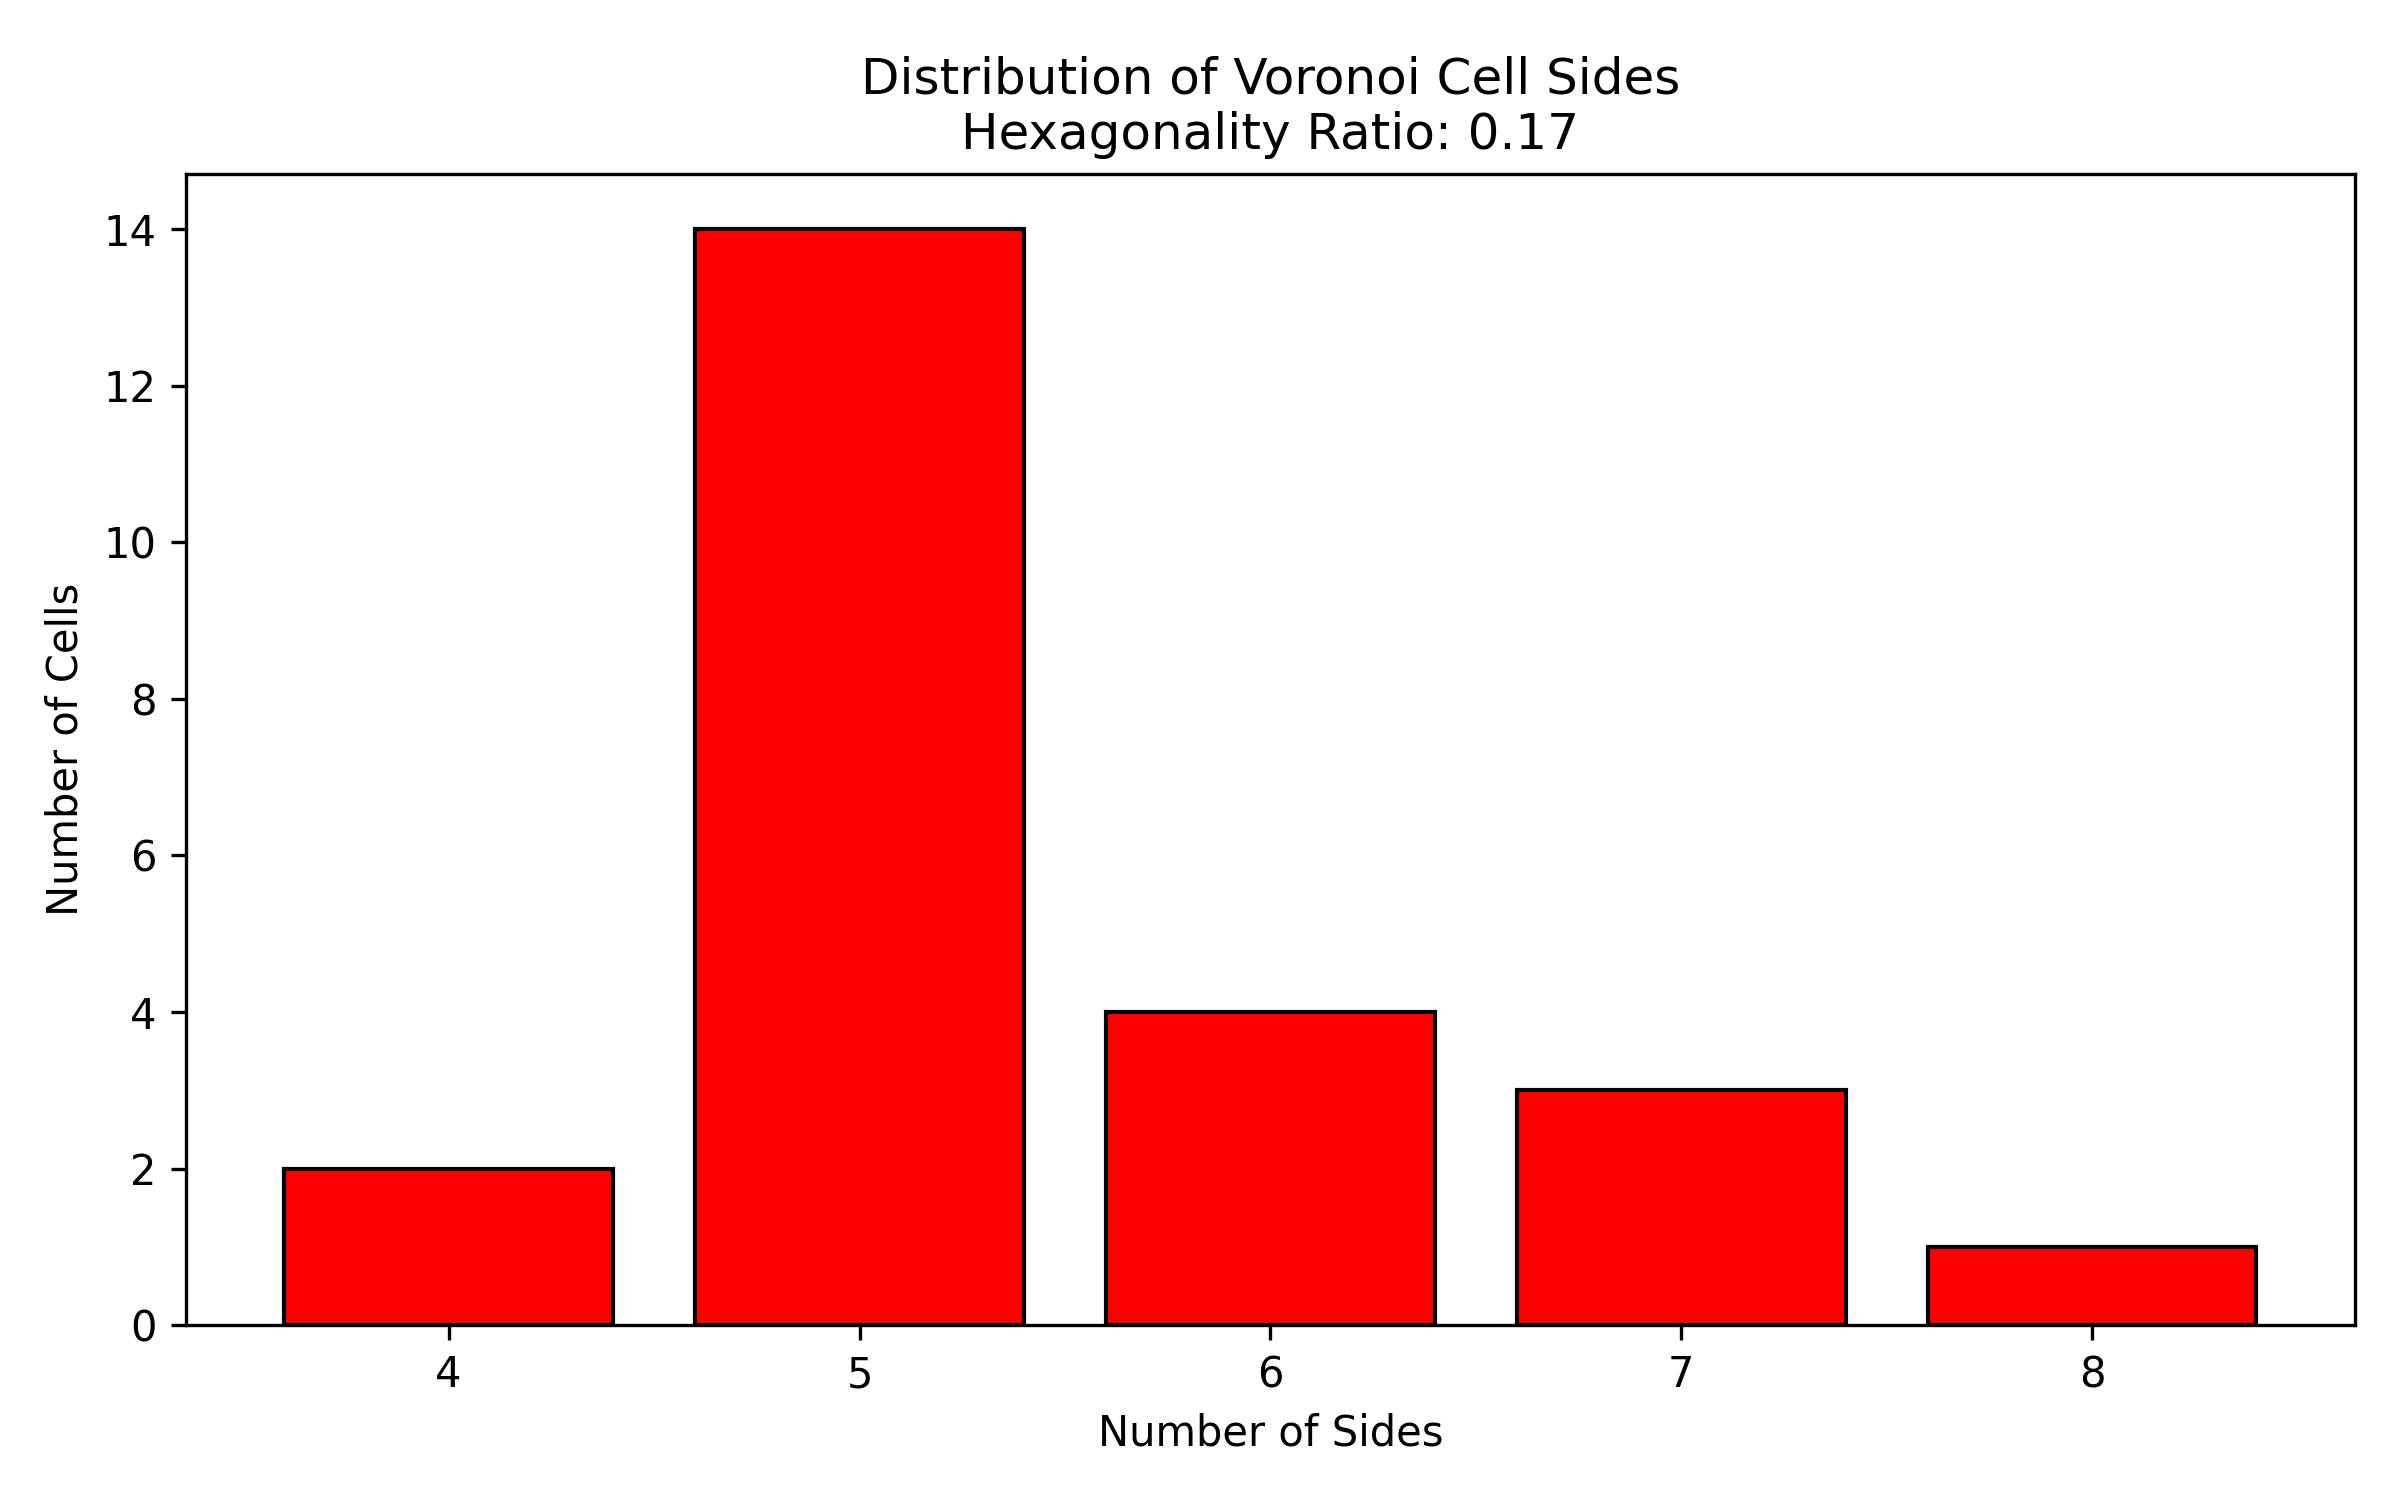 Distribution of Voronoi Cell Sides
Hexagonality Ratio: 0.17
14
12
10
8
6
4
2
0
Number of Cells
4 5 6 7 8
Number of Sides